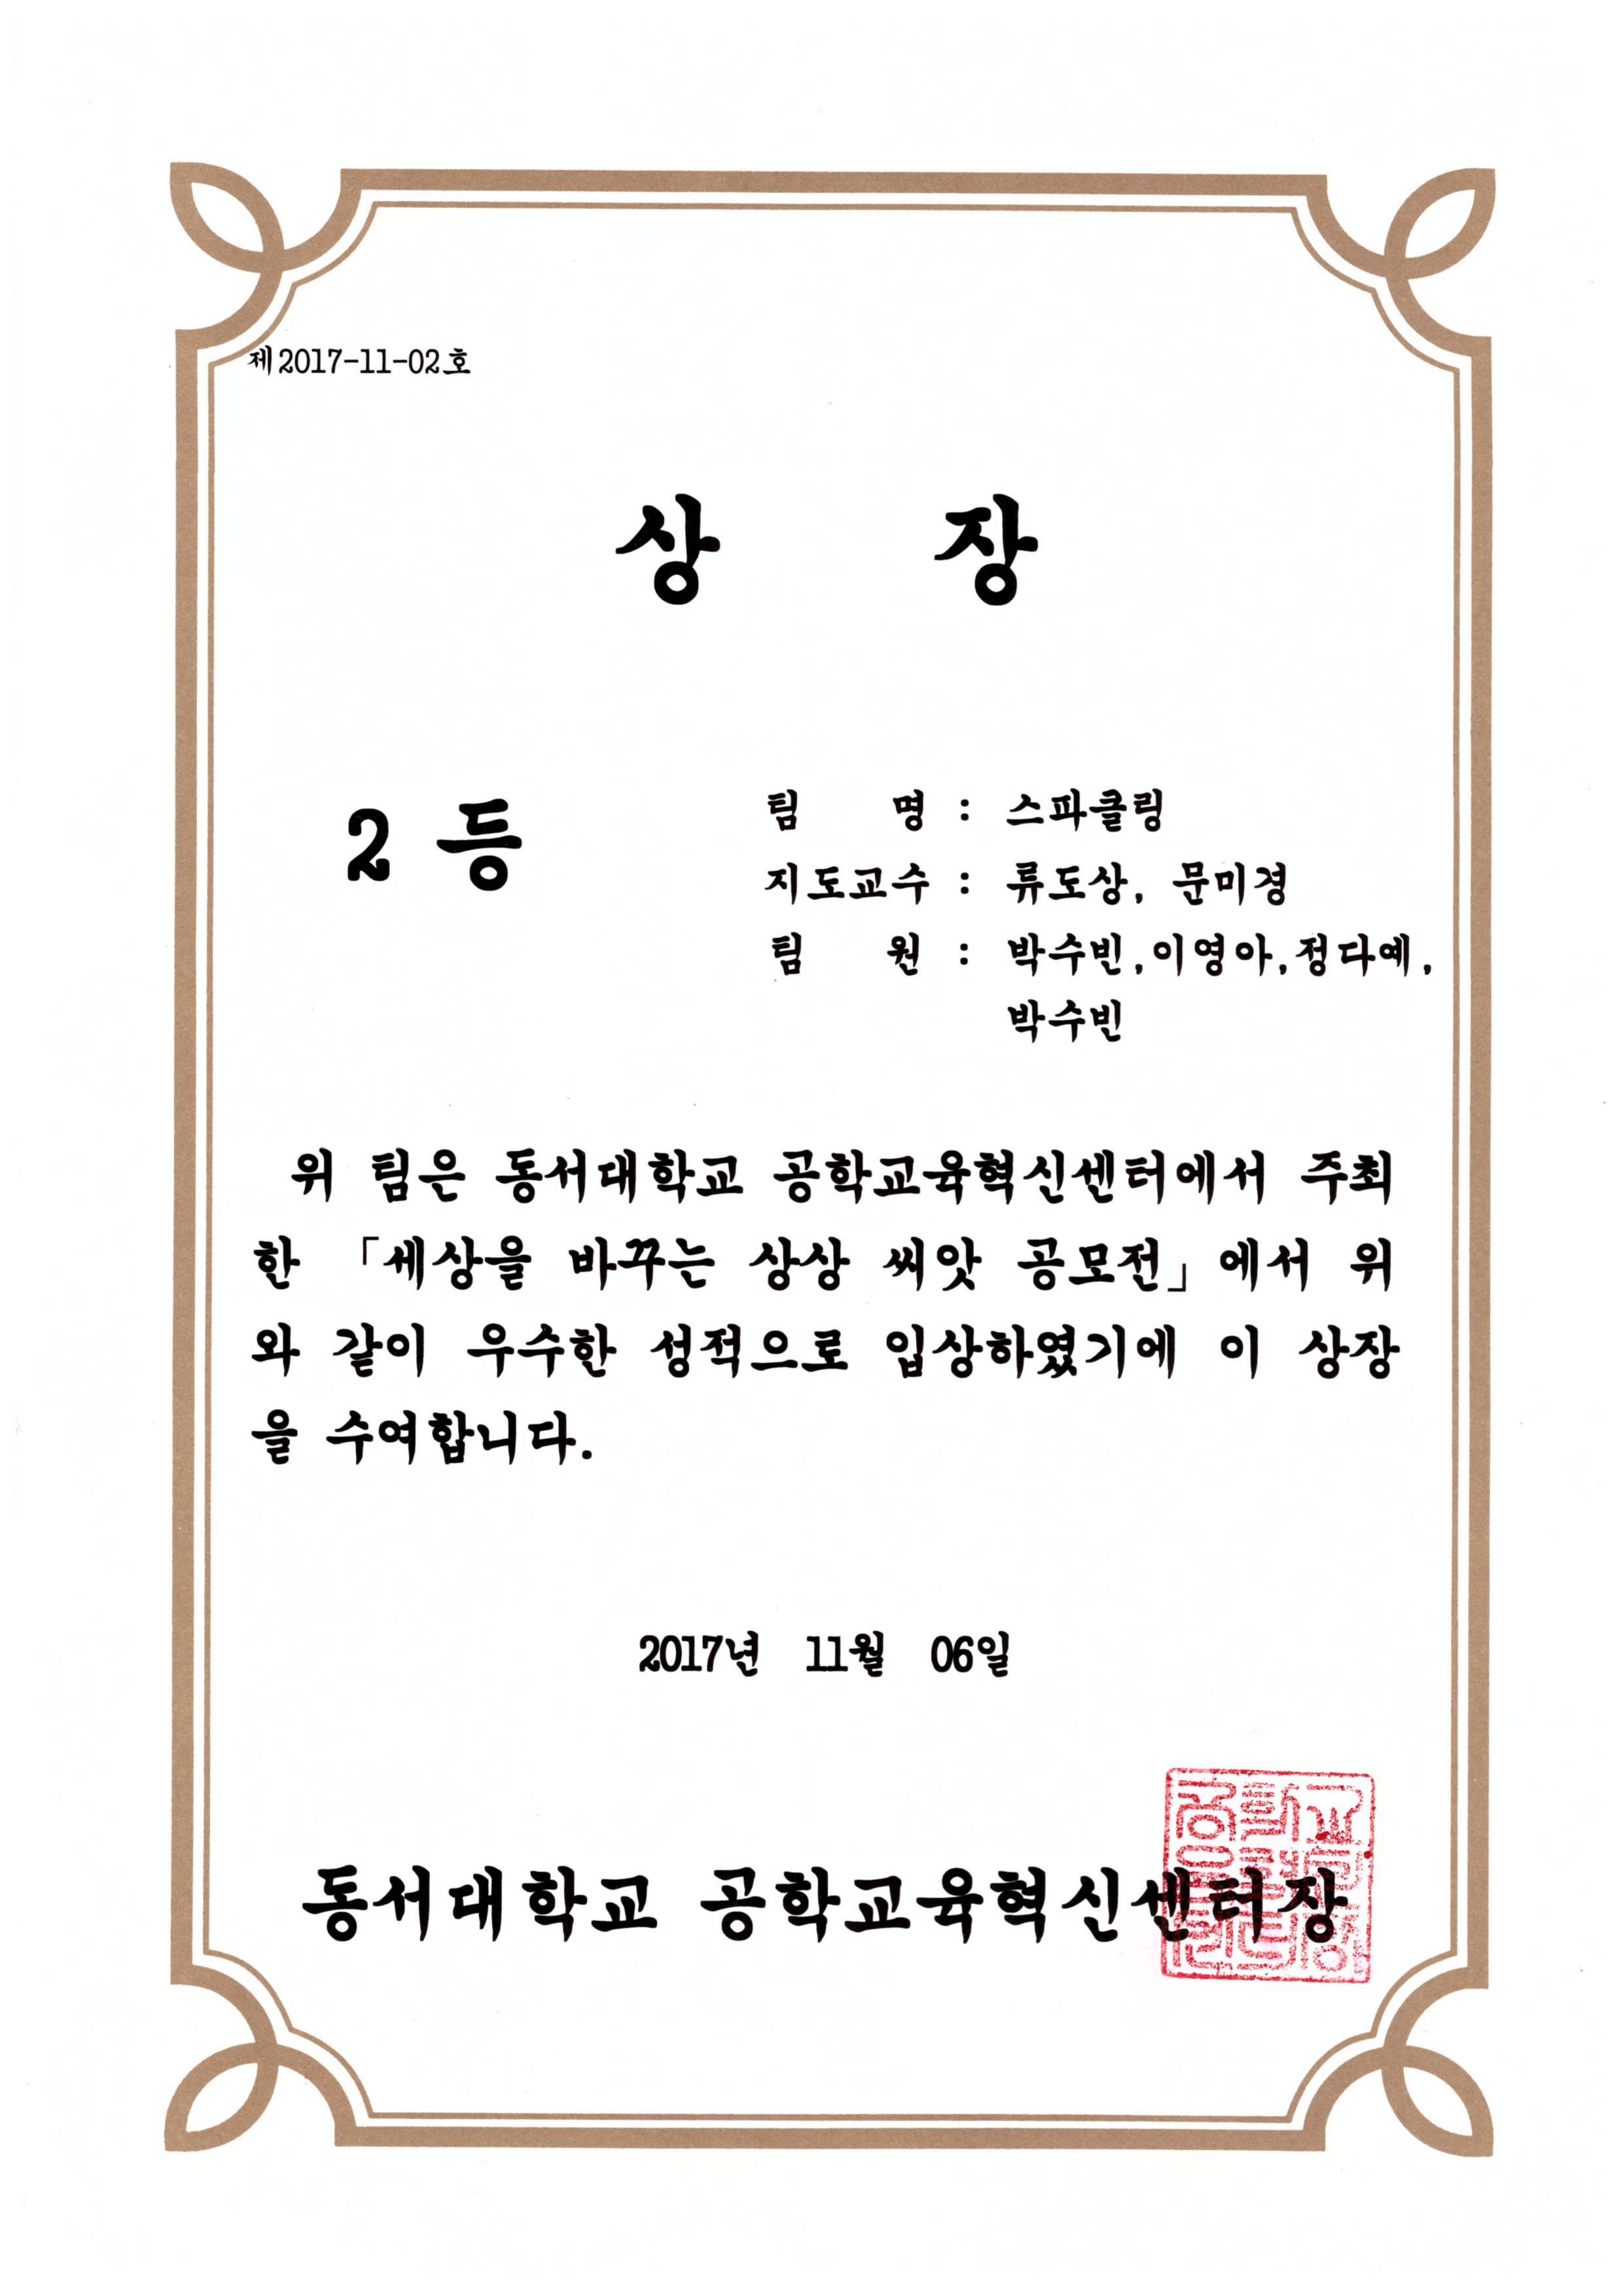 제2017-11-02호
상 장
2 등
팀 명 : 스파클링
지도교수 : 류도상, 문미경
팀 원 : 박수빈,이영아,정다예,
박수빈
위 팀은 동서대학교 공학교육혁신센터에서 주최
한 「세상을 바꾸는 상상 씨앗 공모전」에서 위
와 같이 우수한 성적으로 입상하였기에 이 상장
을 수여합니다.
2017년 11월 06일
동서대학교 공학교육혁신센터장